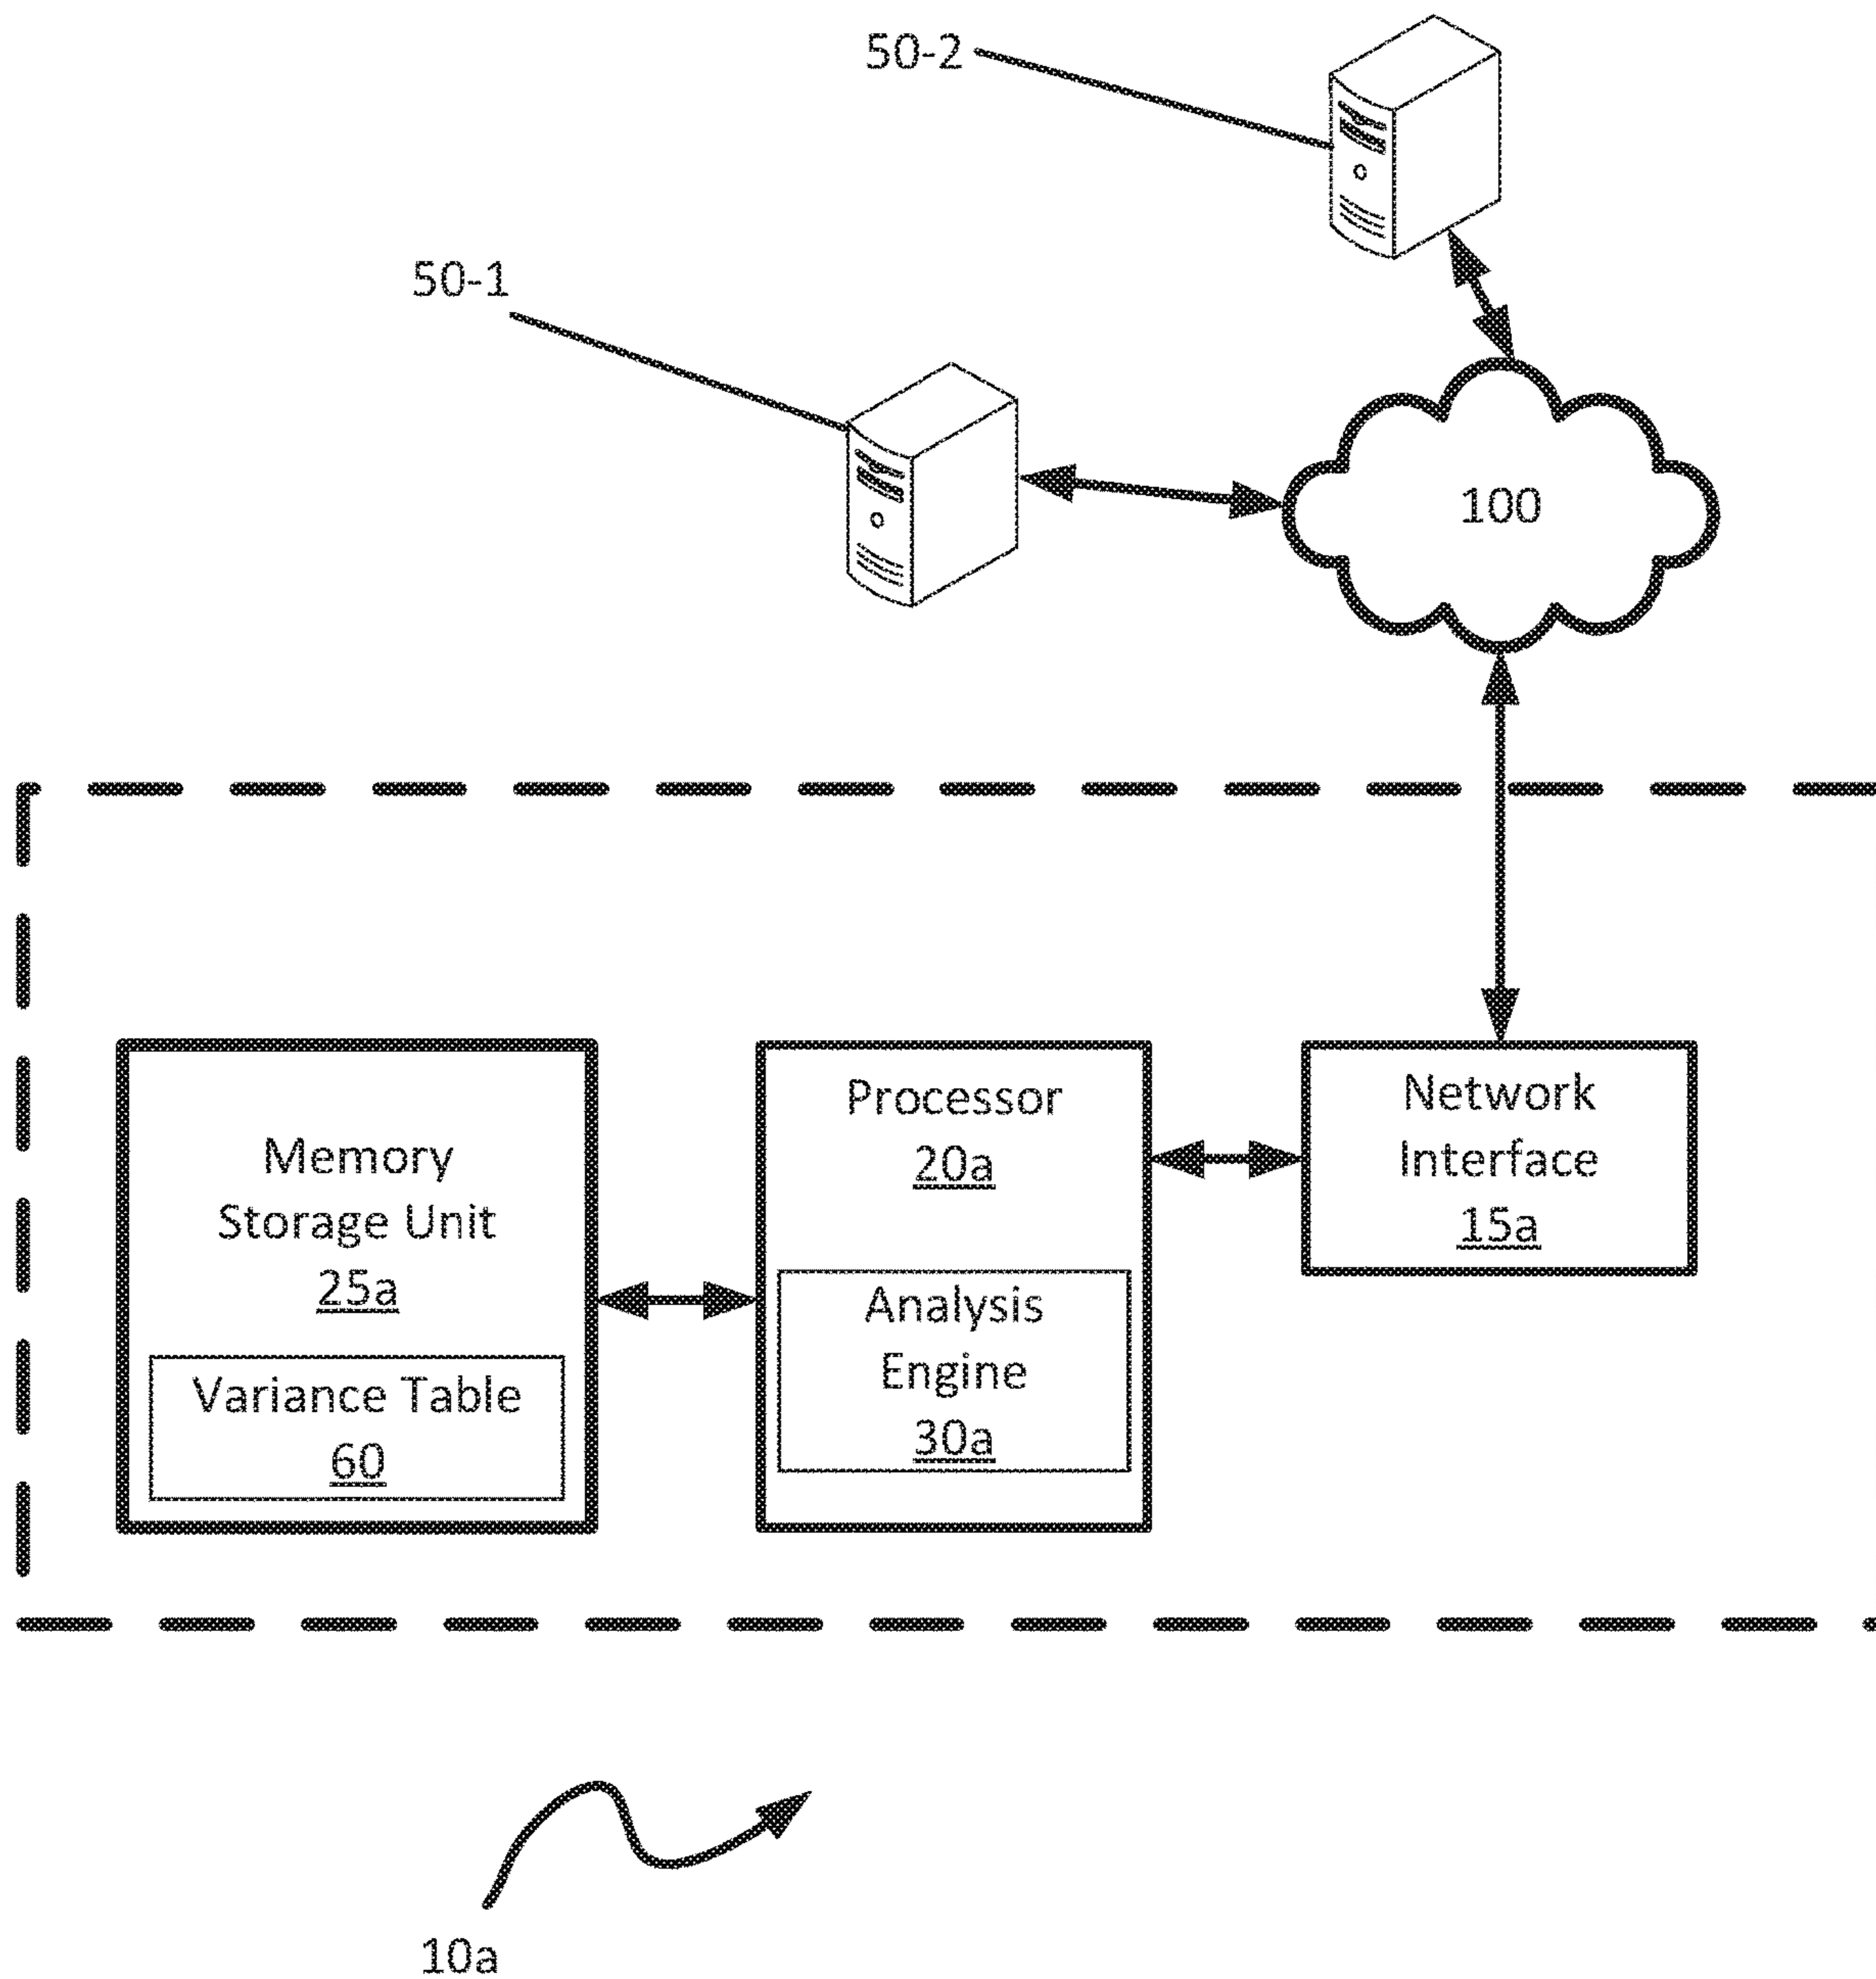 50-2
50-1
100
Memory
Storage Unit
25a
Variance Table
60
Processor
20a
Analysis
Engine
30a
Network
Interface
15a
10a